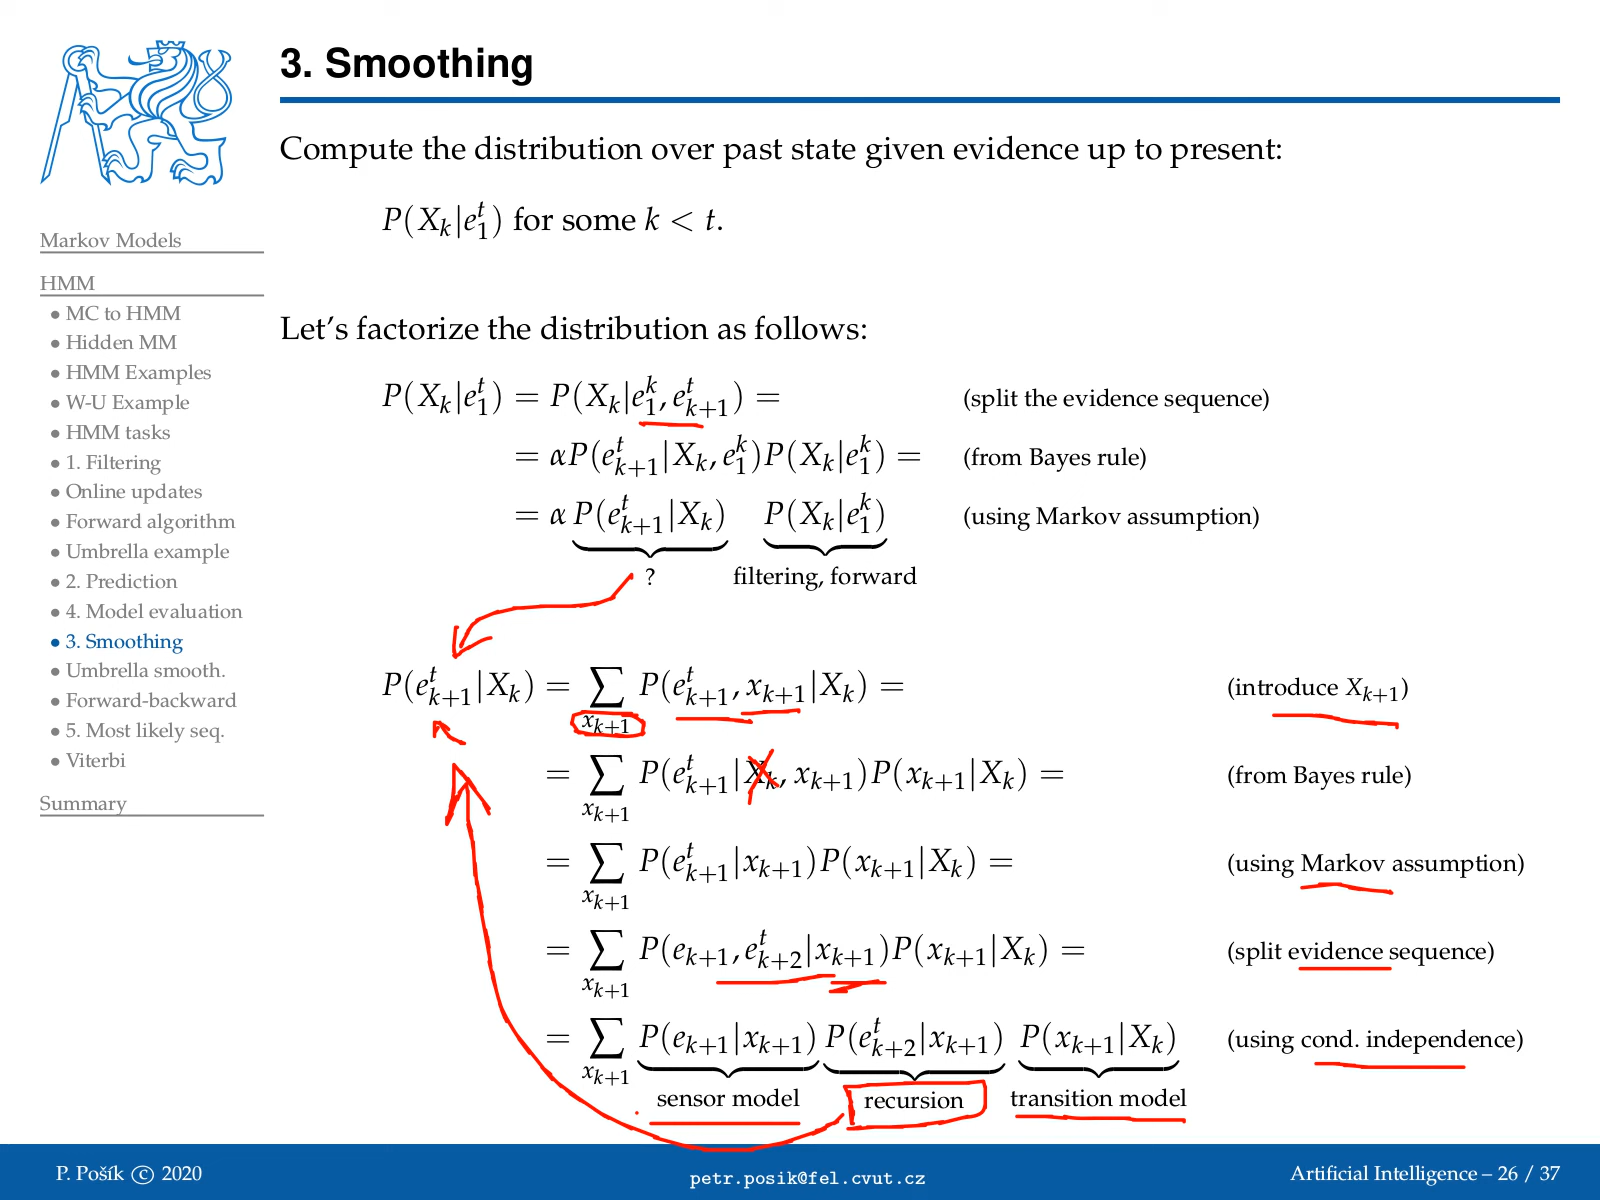 3. Smoothing
Compute the distribution over past state given evidence up to present:
P(X_k|e_1^t) for some k < t.
Markov Models
HMM
• MC to HMM
• Hidden MM
• HMM Examples
• W-U Example
• HMM tasks
• 1. Filtering
• Online updates
• Forward algorithm
• Umbrella example
• 2. Prediction
• 4. Model evaluation
• 3. Smoothing
• Umbrella smooth.
• Forward-backward
• 5. Most likely seq.
• Viterbi
Summary
Let's factorize the distribution as follows:
P(X_k|e_1^t) = P(X_k|e_1^k, e_{k+1}^t) = (split the evidence sequence)
= αP(e_{k+1}^t|X_k, e_1^k)P(X_k|e_1^k) = (from Bayes rule)
= α P(e_{k+1}^t|X_k) P(X_k|e_1^k) (using Markov assumption)
? filtering, forward
P(e_{k+1}^t|X_k) = ∑_{x_{k+1}} P(e_{k+1}^t, x_{k+1}|X_k) = (introduce X_{k+1})
= ∑_{x_{k+1}} P(e_{k+1}^t|X_k, x_{k+1})P(x_{k+1}|X_k) = (from Bayes rule)
= ∑_{x_{k+1}} P(e_{k+1}^t|x_{k+1})P(x_{k+1}|X_k) = (using Markov assumption)
= ∑_{x_{k+1}} P(e_{k+1}, e_{k+2}^t|x_{k+1})P(x_{k+1}|X_k) = (split evidence sequence)
= ∑_{x_{k+1}} P(e_{k+1}|x_{k+1}) P(e_{k+2}^t|x_{k+1}) P(x_{k+1}|X_k) (using cond. independence)
sensor model recursion transition model
P. Pošík © 2020
petr.posik@fel.cvut.cz
Artificial Intelligence – 26 / 37